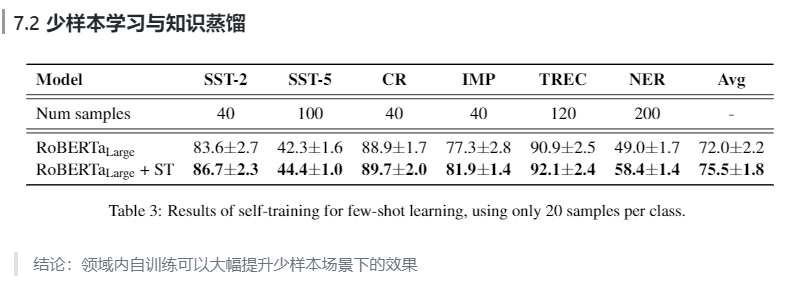 7.2 少样本学习与知识蒸馏
Model SST-2 SST-5 CR IMP TREC NER Avg
Num samples 40 100 40 40 120 200 -
RoBERTaLarge 83.6±2.7 42.3±1.6 88.9±1.7 77.3±2.8 90.9±2.5 49.0±1.7 72.0±2.2
RoBERTaLarge + ST 86.7±2.3 44.4±1.0 89.7±2.0 81.9±1.4 92.1±2.4 58.4±1.4 75.5±1.8
Table 3: Results of self-training for few-shot learning, using only 20 samples per class.
结论：领域内自训练可以大幅提升少样本场景下的效果